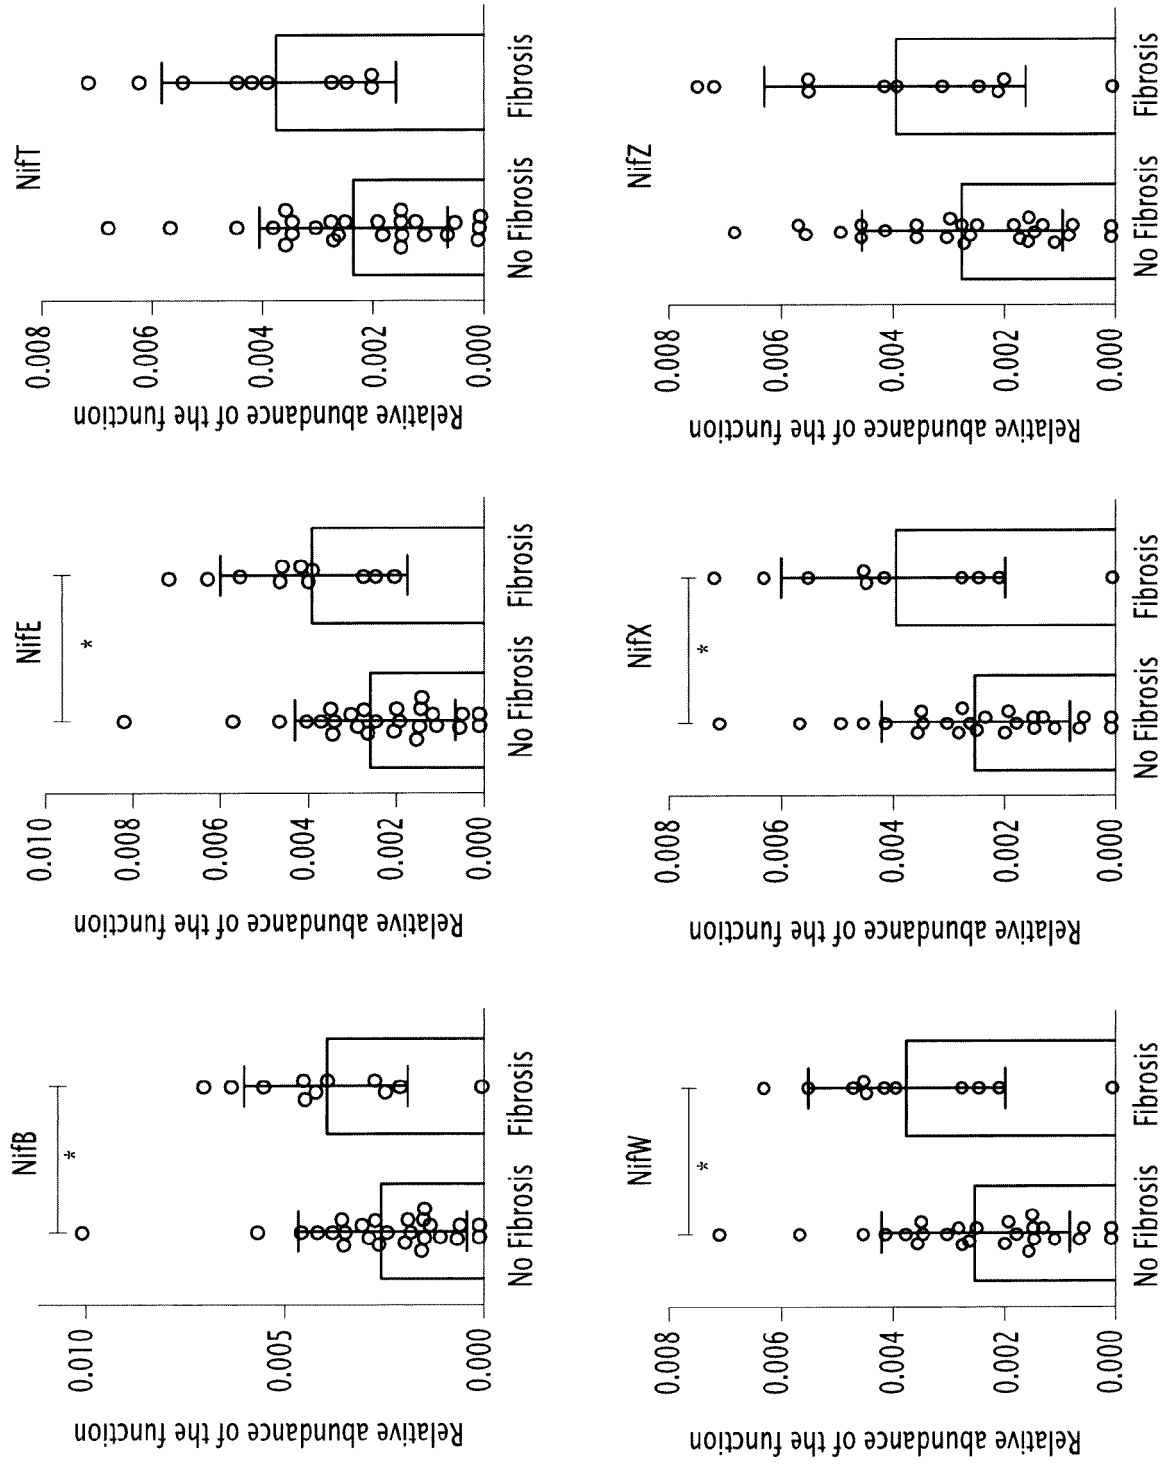 NifB
Relative abundance of the function
0.010
0.005
0.000
*
No Fibrosis
Fibrosis
NifE
Relative abundance of the function
0.010
0.008
0.006
0.004
0.002
0.000
*
No Fibrosis
Fibrosis
NifT
Relative abundance of the function
0.008
0.006
0.004
0.002
0.000
No Fibrosis
Fibrosis
NifW
Relative abundance of the function
0.008
0.006
0.004
0.002
0.000
*
No Fibrosis
Fibrosis
NifX
Relative abundance of the function
0.008
0.006
0.004
0.002
0.000
*
No Fibrosis
Fibrosis
NifZ
Relative abundance of the function
0.008
0.006
0.004
0.002
0.000
No Fibrosis
Fibrosis